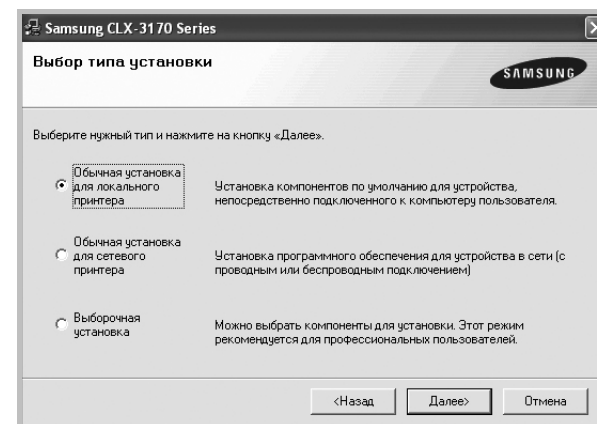 Samsung CLX-3170 Series
Выбор типа установки
SAMSUNG
Выберите нужный тип и нажмите на кнопку «Далее».
Обычная установка
для локального
принтера
Установка компонентов по умолчанию для устройства,
непосредственно подключенного к компьютеру пользователя.
Обычная установка
для сетевого
принтера
Установка программного обеспечения для устройства в сети (с
проводным или беспроводным подключением)
Выборочная
установка
Можно выбрать компоненты для установки. Этот режим
рекомендуется для профессиональных пользователей.
<Назад
Далее>
Отмена